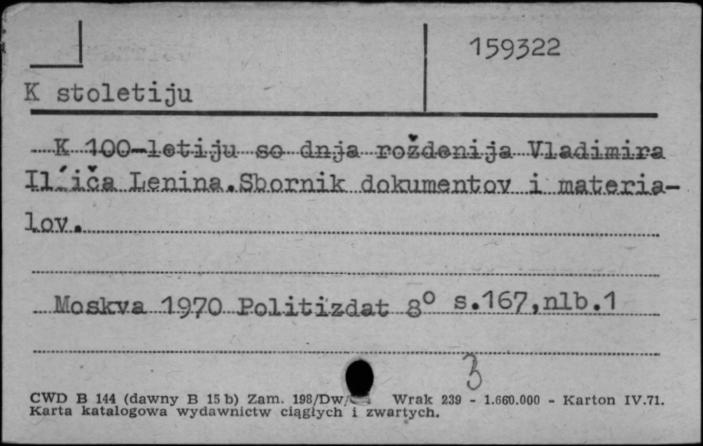 159322
K stoletiju
K 100-letiju so dnja roždenija Vladimira
Il´iča Lenina.Sbornik dokumentov i materia-
lov.
Moskva 1970 Politizdat 8° s.167,nlb.1
3
CWD B 144 (dawny B 15 b) Zam. 198/Dw/ Wrak 239 - 1.660.000 - Karton IV.71.
Karta katalogowa wydawnictw ciągłych i zwartych.